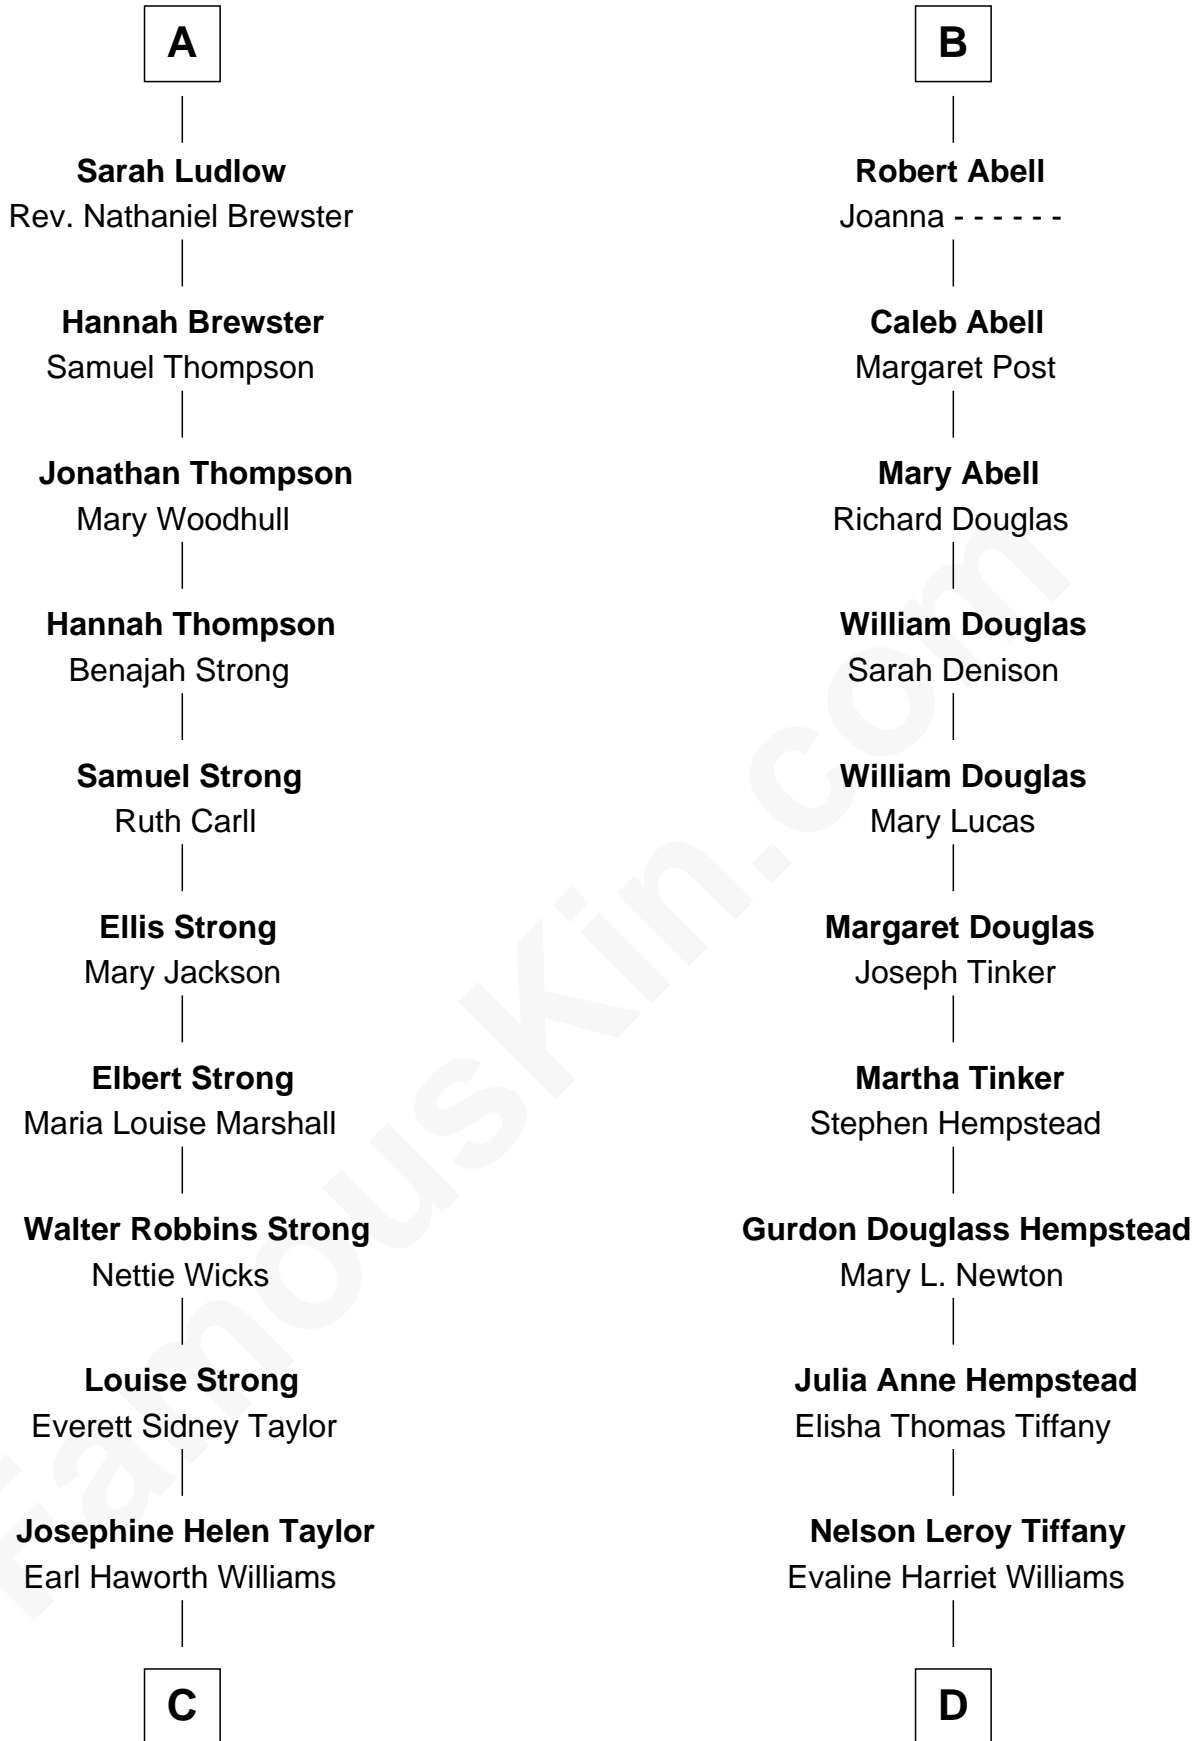 A
Sarah Ludlow
Rev. Nathaniel Brewster
Hannah Brewster
Samuel Thompson
Jonathan Thompson
Mary Woodhull
Hannah Thompson
Benajah Strong
Samuel Strong
Ruth Carll
Ellis Strong
Mary Jackson
Elbert Strong
Maria Louise Marshall
Walter Robbins Strong
Nettie Wicks
Louise Strong
Everett Sidney Taylor
Josephine Helen Taylor
Earl Haworth Williams
C
B
Robert Abell
Joanna - - - - - -
Caleb Abell
Margaret Post
Mary Abell
Richard Douglas
William Douglas
Sarah Denison
William Douglas
Mary Lucas
Margaret Douglas
Joseph Tinker
Martha Tinker
Stephen Hempstead
Gurdon Douglass Hempstead
Mary L. Newton
Julia Anne Hempstead
Elisha Thomas Tiffany
Nelson Leroy Tiffany
Evaline Harriet Williams
D
FamousKin.com